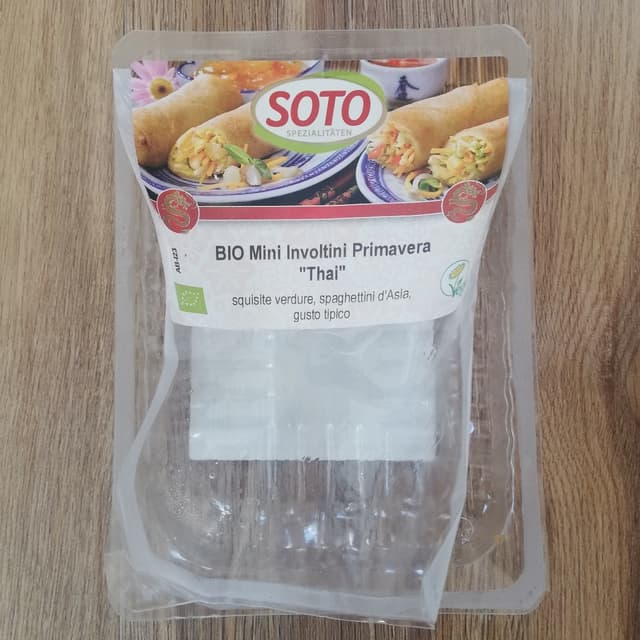 SOTO
SPEZIALITÄTEN
BIO Mini Involtini Primavera
"Thai"
squisite verdure, spaghettini d'Asia,
gusto tipico